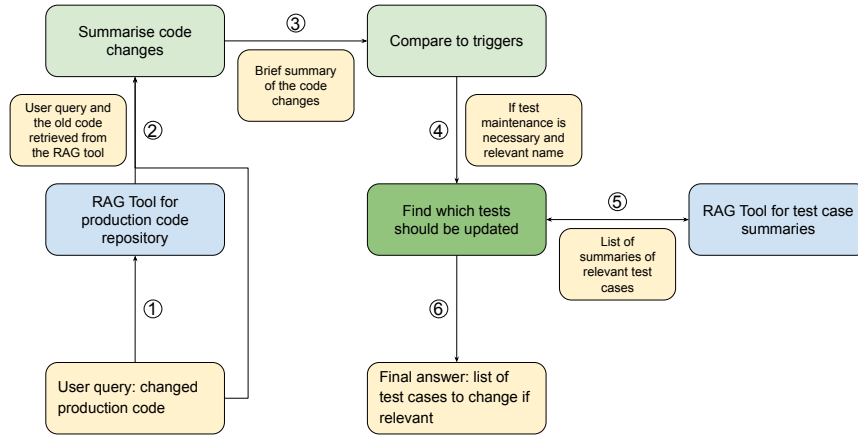 Summarise code
changes
③
Compare to triggers
Brief summary
of the code
changes
User query and
the old code
retrieved from
the RAG tool
②
④
If test
maintenance is
necessary and
relevant name
RAG Tool for
production code
repository
Find which tests
should be updated
⑤
RAG Tool for test case
summaries
List of
summaries of
relevant test
cases
①
⑥
User query: changed
production code
Final answer: list of
test cases to change if
relevant